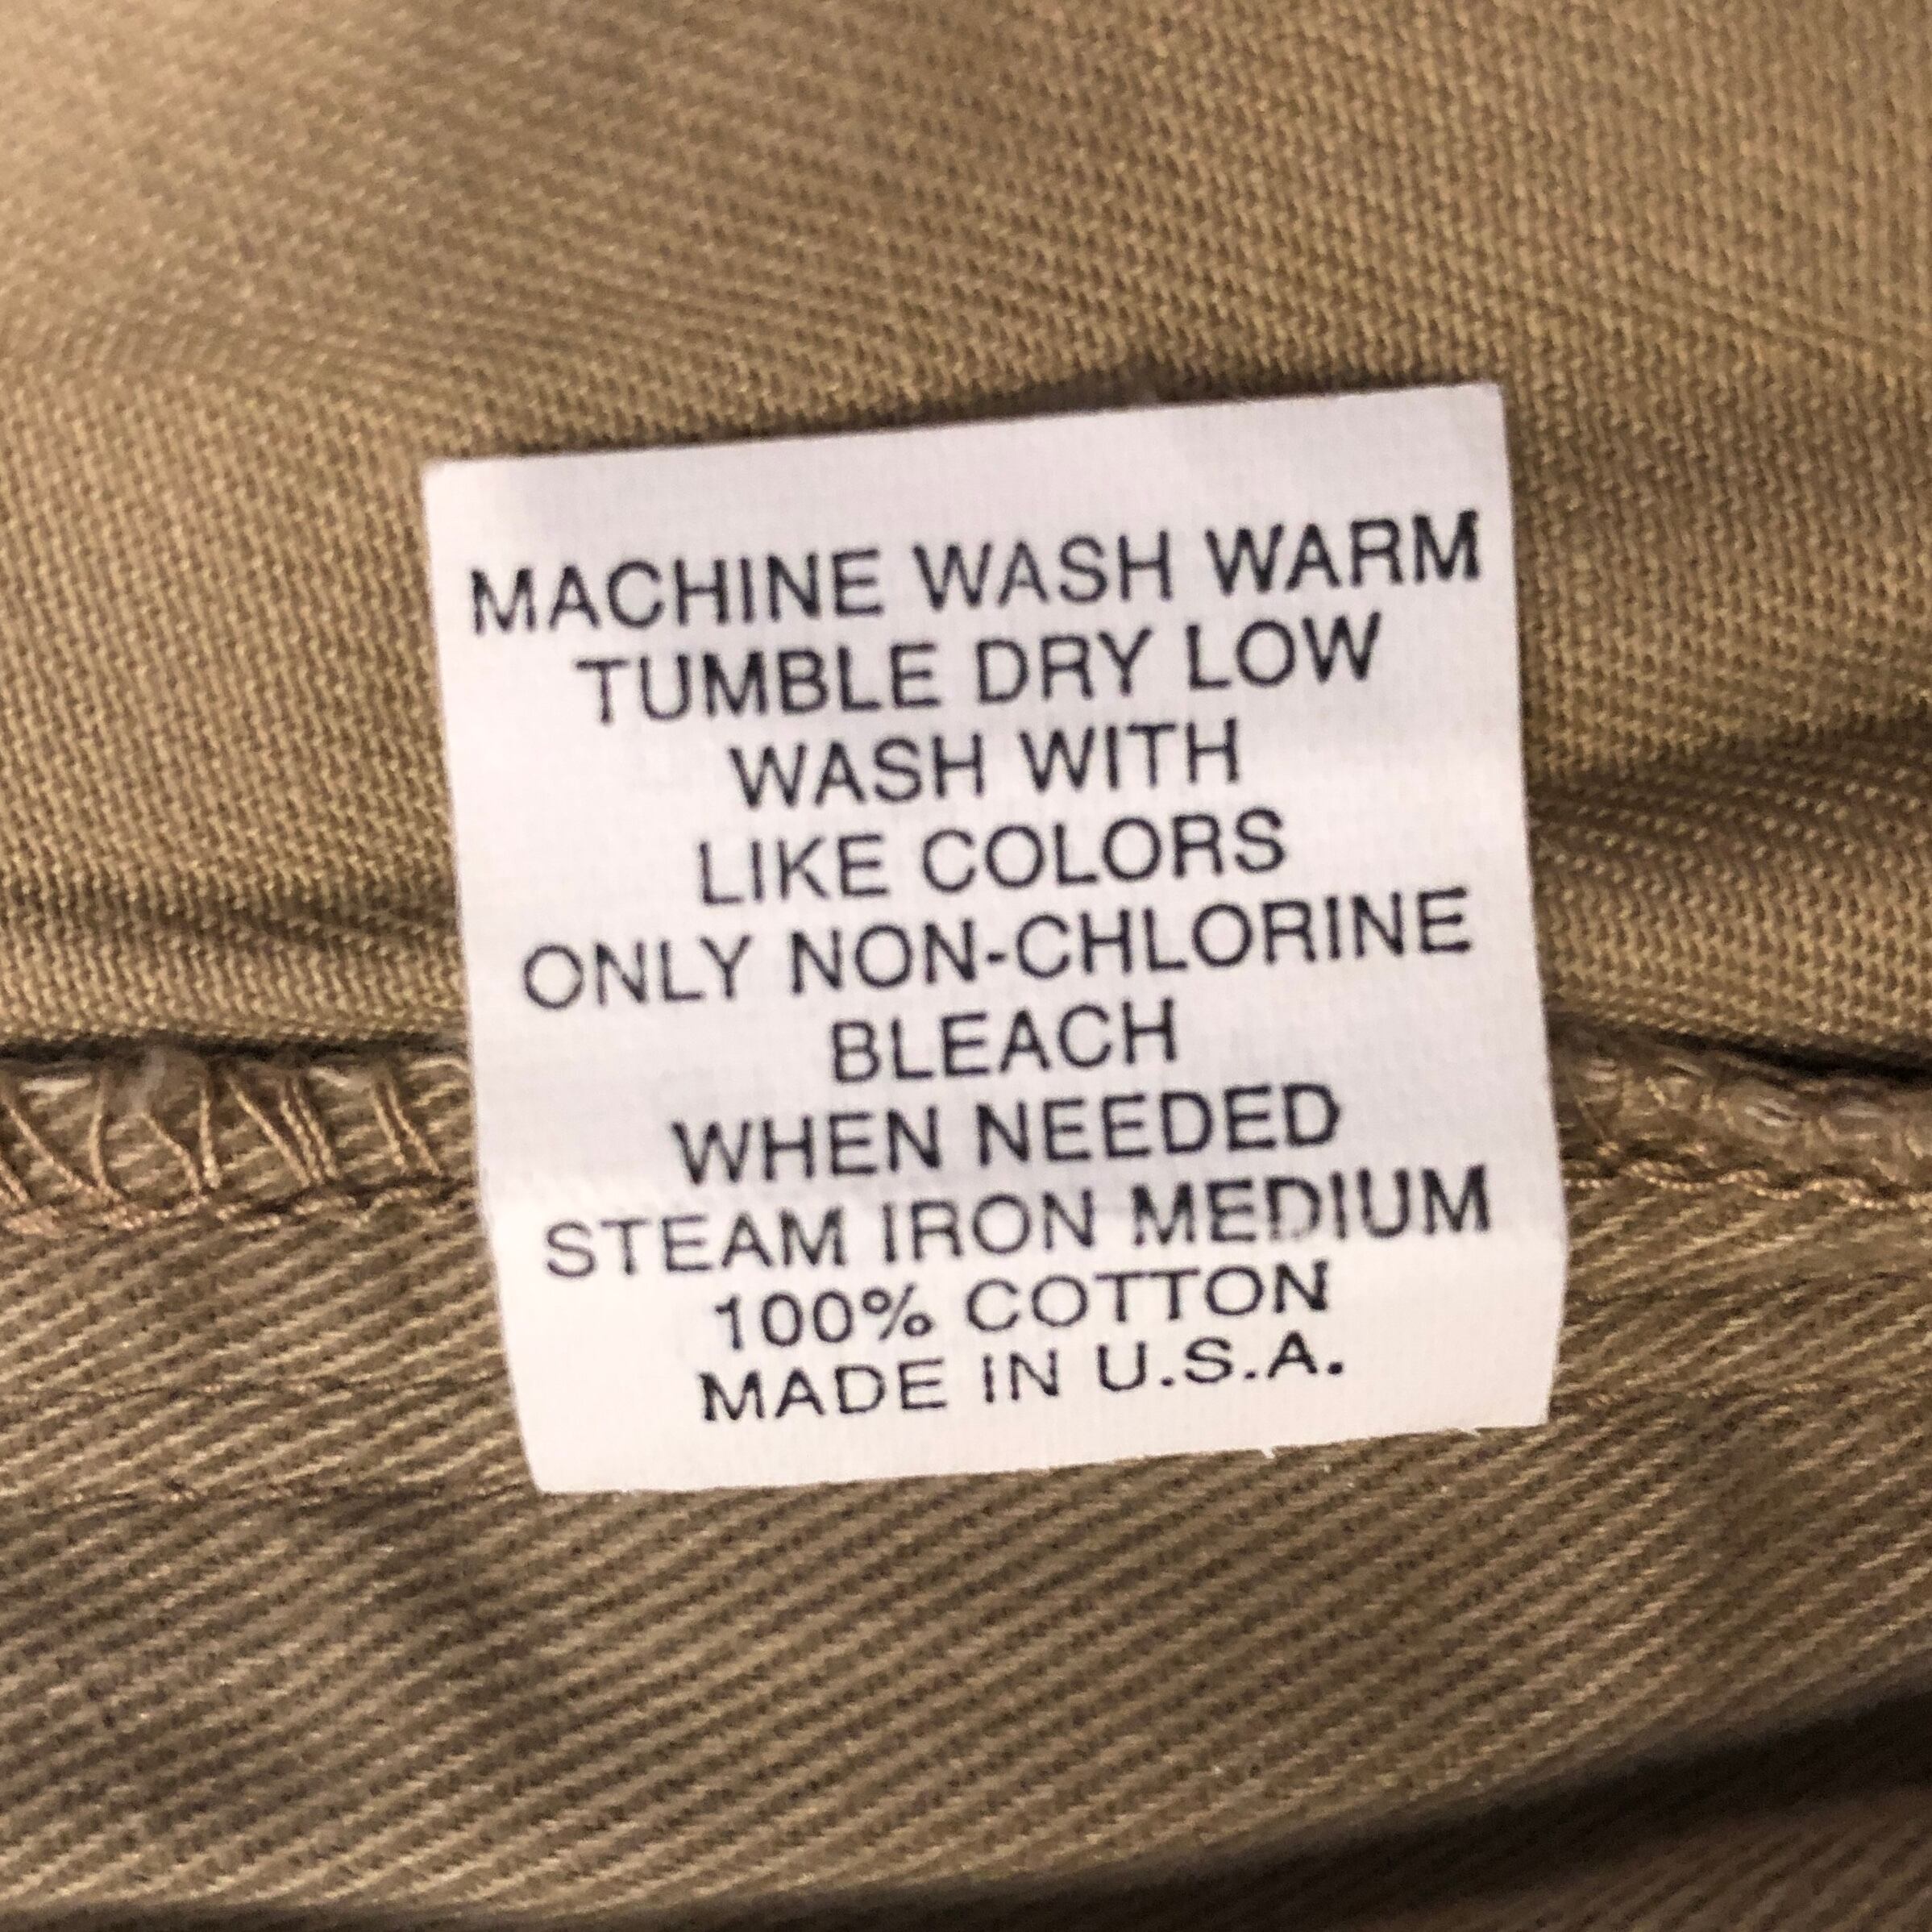 MACHINE WASH WARM
TUMBLE DRY LOW
WASH WITH
LIKE COLORS
ONLY NON-CHLORINE
BLEACH
WHEN NEEDED
STEAM IRON MEDIUM
100% COTTON
MADE IN U.S.A.